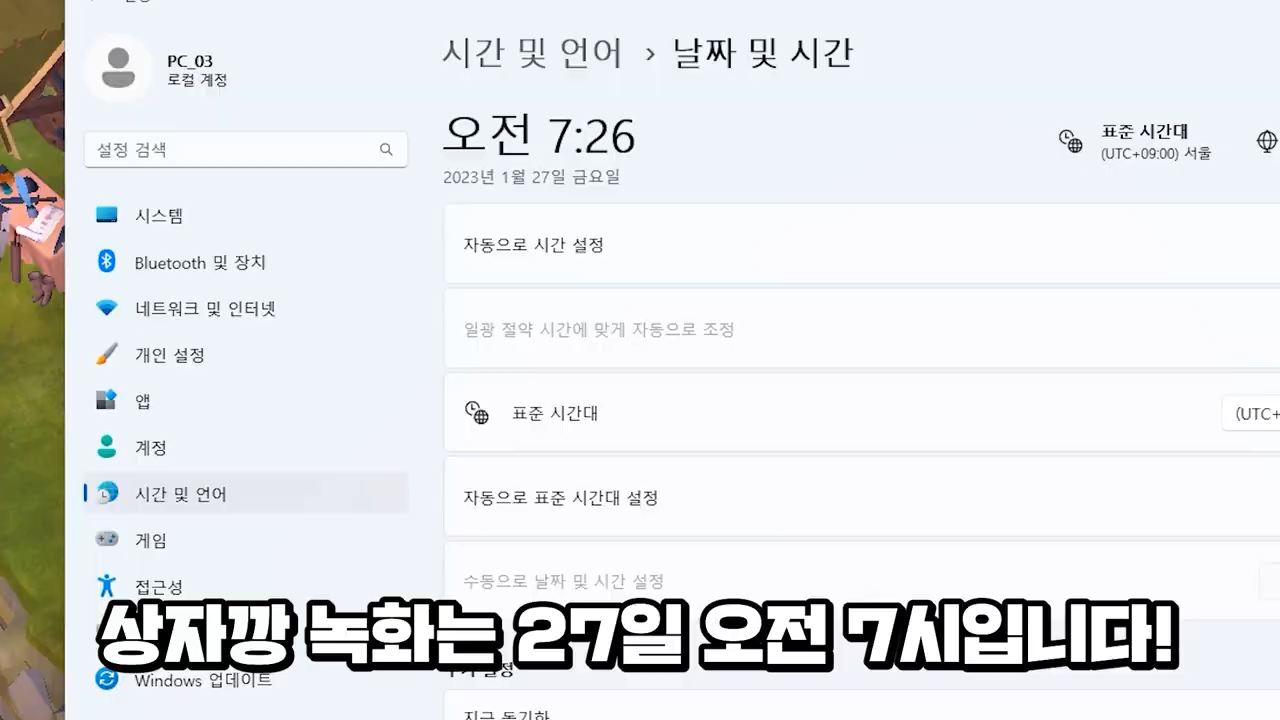 PC_03
로컬 계정
설정 검색
시스템
Bluetooth 및 장치
네트워크 및 인터넷
개인 설정
앱
계정
시간 및 언어
게임
접근성
Windows 업데이트
시간 및 언어 › 날짜 및 시간
오전 7:26
2023년 1월 27일 금요일
표준 시간대
(UTC+09:00) 서울
자동으로 시간 설정
일광 절약 시간에 맞게 자동으로 조정
표준 시간대
(UTC+
자동으로 표준 시간대 설정
수동으로 날짜 및 시간 설정
지금 동기화
상자깡 녹화는 27일 오전 7시입니다!